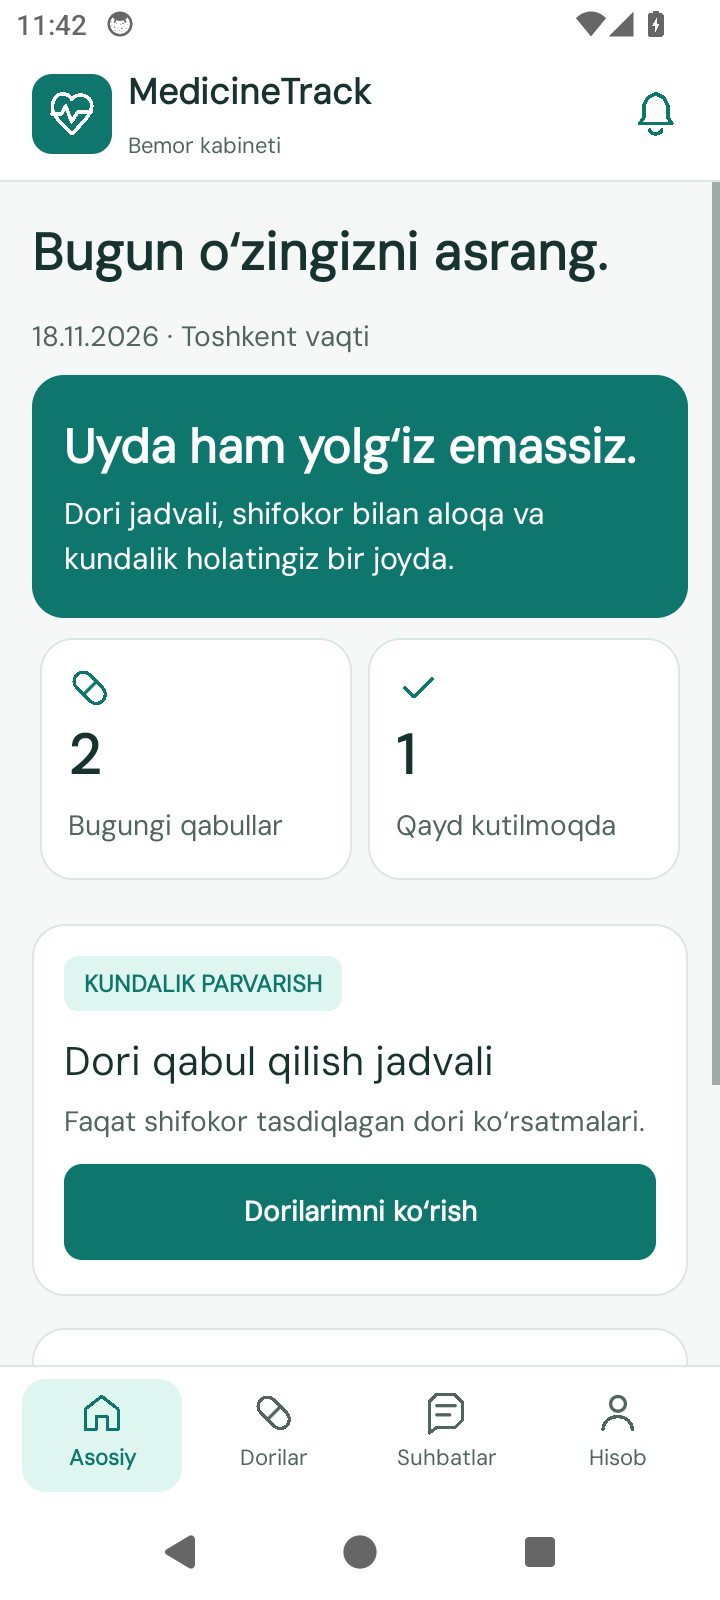 11:42
MedicineTrack
Bemor kabineti
Bugun o‘zingizni asrang.
18.11.2026 · Toshkent vaqti
Uyda ham yolg‘iz emassiz.
Dori jadvali, shifokor bilan aloqa va
kundalik holatingiz bir joyda.
2
Bugungi qabullar
1
Qayd kutilmoqda
KUNDALIK PARVARISH
Dori qabul qilish jadvali
Faqat shifokor tasdiqlagan dori ko‘rsatmalari.
Dorilarimni ko‘rish
Asosiy
Dorilar
Suhbatlar
Hisob